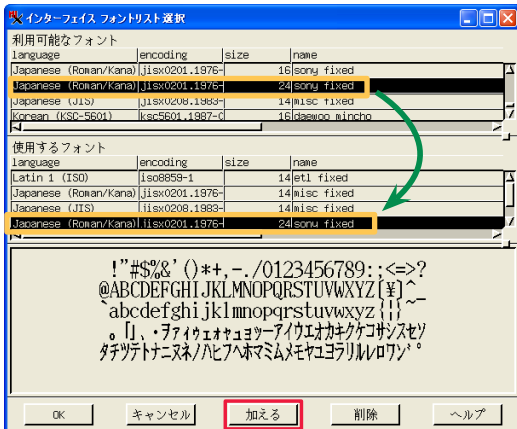 インターフェイス フォントリスト選択
利用可能なフォント
language encoding size name
Japanese (Roman/Kana) jisx0201.1976- 16 sony fixed
Japanese (Roman/Kana) jisx0201.1976- 24 sony fixed
Japanese (JIS) jisx0208.1983- 14 misc fixed
Korean (KSC-5601) ksc5601.1987-0 16 daewoo mincho
使用するフォント
language encoding size name
Latin 1 (ISO) iso8859-1 14 etl fixed
Japanese (Roman/Kana) jisx0201.1976- 14 misc fixed
Japanese (JIS) jisx0208.1983- 14 misc fixed
Japanese (Roman/Kana) jisx0201.1976- 24 sony fixed
!"#$%&'()*+,-./0123456789:;<=>?
@ABCDEFGHIJKLMNOPQRSTUVWXYZ[¥]^_
`abcdefghijklmnopqrstuvwxyz{¦}‾
。「」、・ヲァィゥェォャュョッーアイウエオカキクケコサシスセソ
タチツテトナニヌネノハヒフヘホマミムメモヤユヨラリルレロワン゛゜
OK キャンセル 加える 削除 ヘルプ